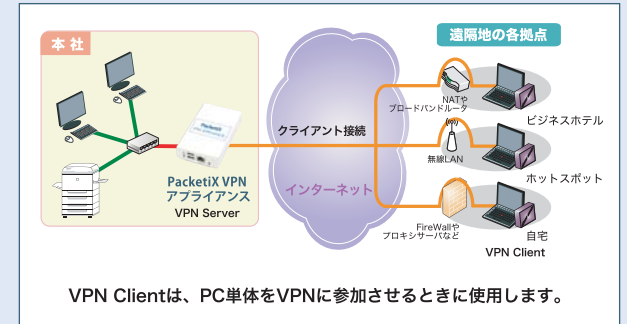 本社
遠隔地の各拠点
PacketiX
NATや
ブロードバンドルータ
ビジネスホテル
クライアント接続
無線LAN
ホットスポット
PacketiX VPN
アプライアンス
VPN Server
インターネット
FireWallや
プロキシサーバなど
自宅
VPN Client
VPN Clientは、PC単体をVPNに参加させるときに使用します。